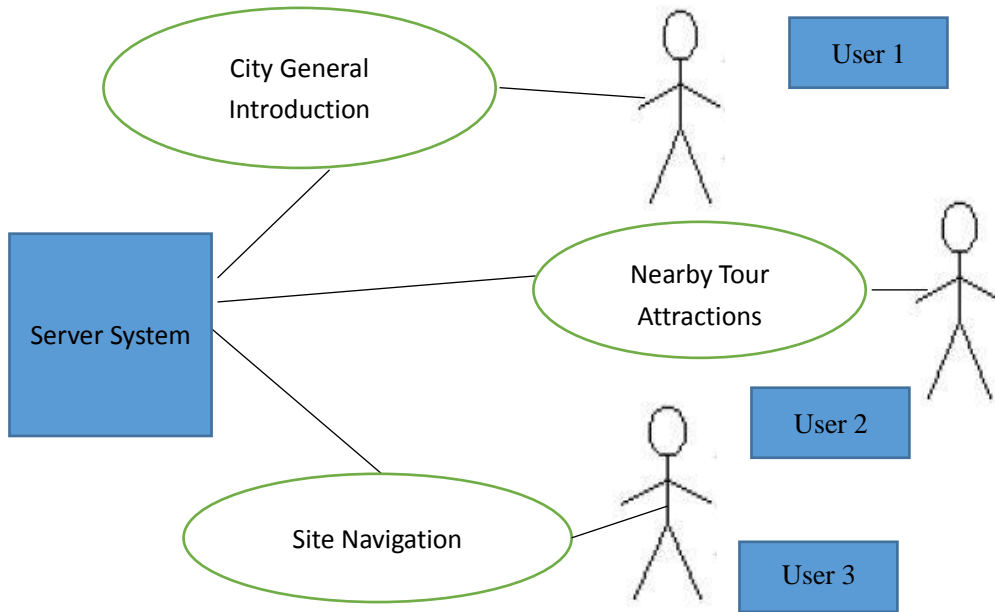 City General
Introduction
User 1
Nearby Tour
Attractions
Server System
User 2
Site Navigation
User 3